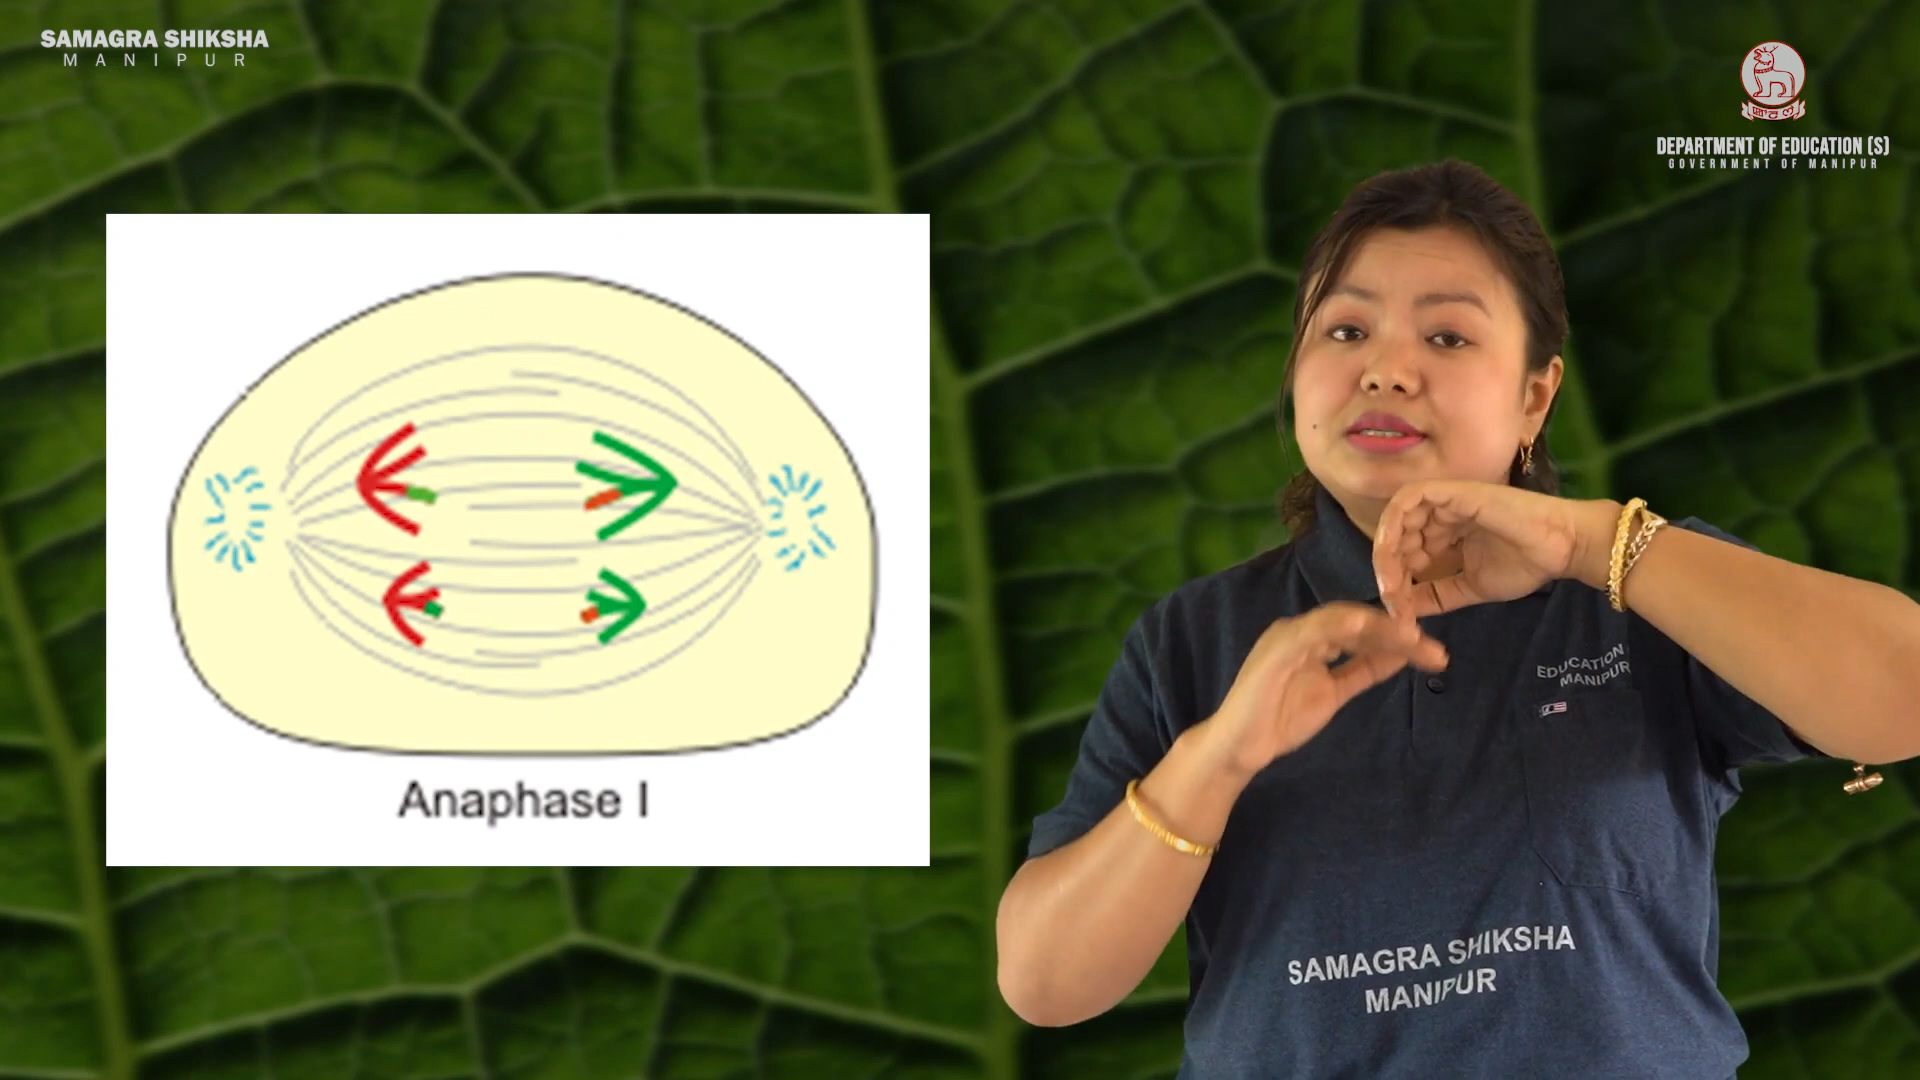 SAMAGRA SHIKSHA
MANIPUR
DEPARTMENT OF EDUCATION (S)
GOVERNMENT OF MANIPUR
Anaphase I
EDUCATION
MANIPUR
SAMAGRA SHIKSHA
MANIPUR